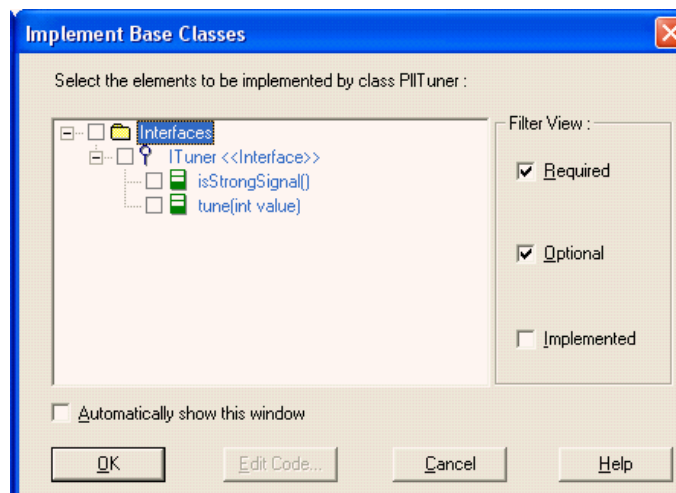 Implement Base Classes
Select the elements to be implemented by class PllTuner :
Interfaces
ITuner <<Interface>>
isStrongSignal()
tune(int value)
Filter View :
Required
Optional
Implemented
Automatically show this window
OK
Edit Code...
Cancel
Help